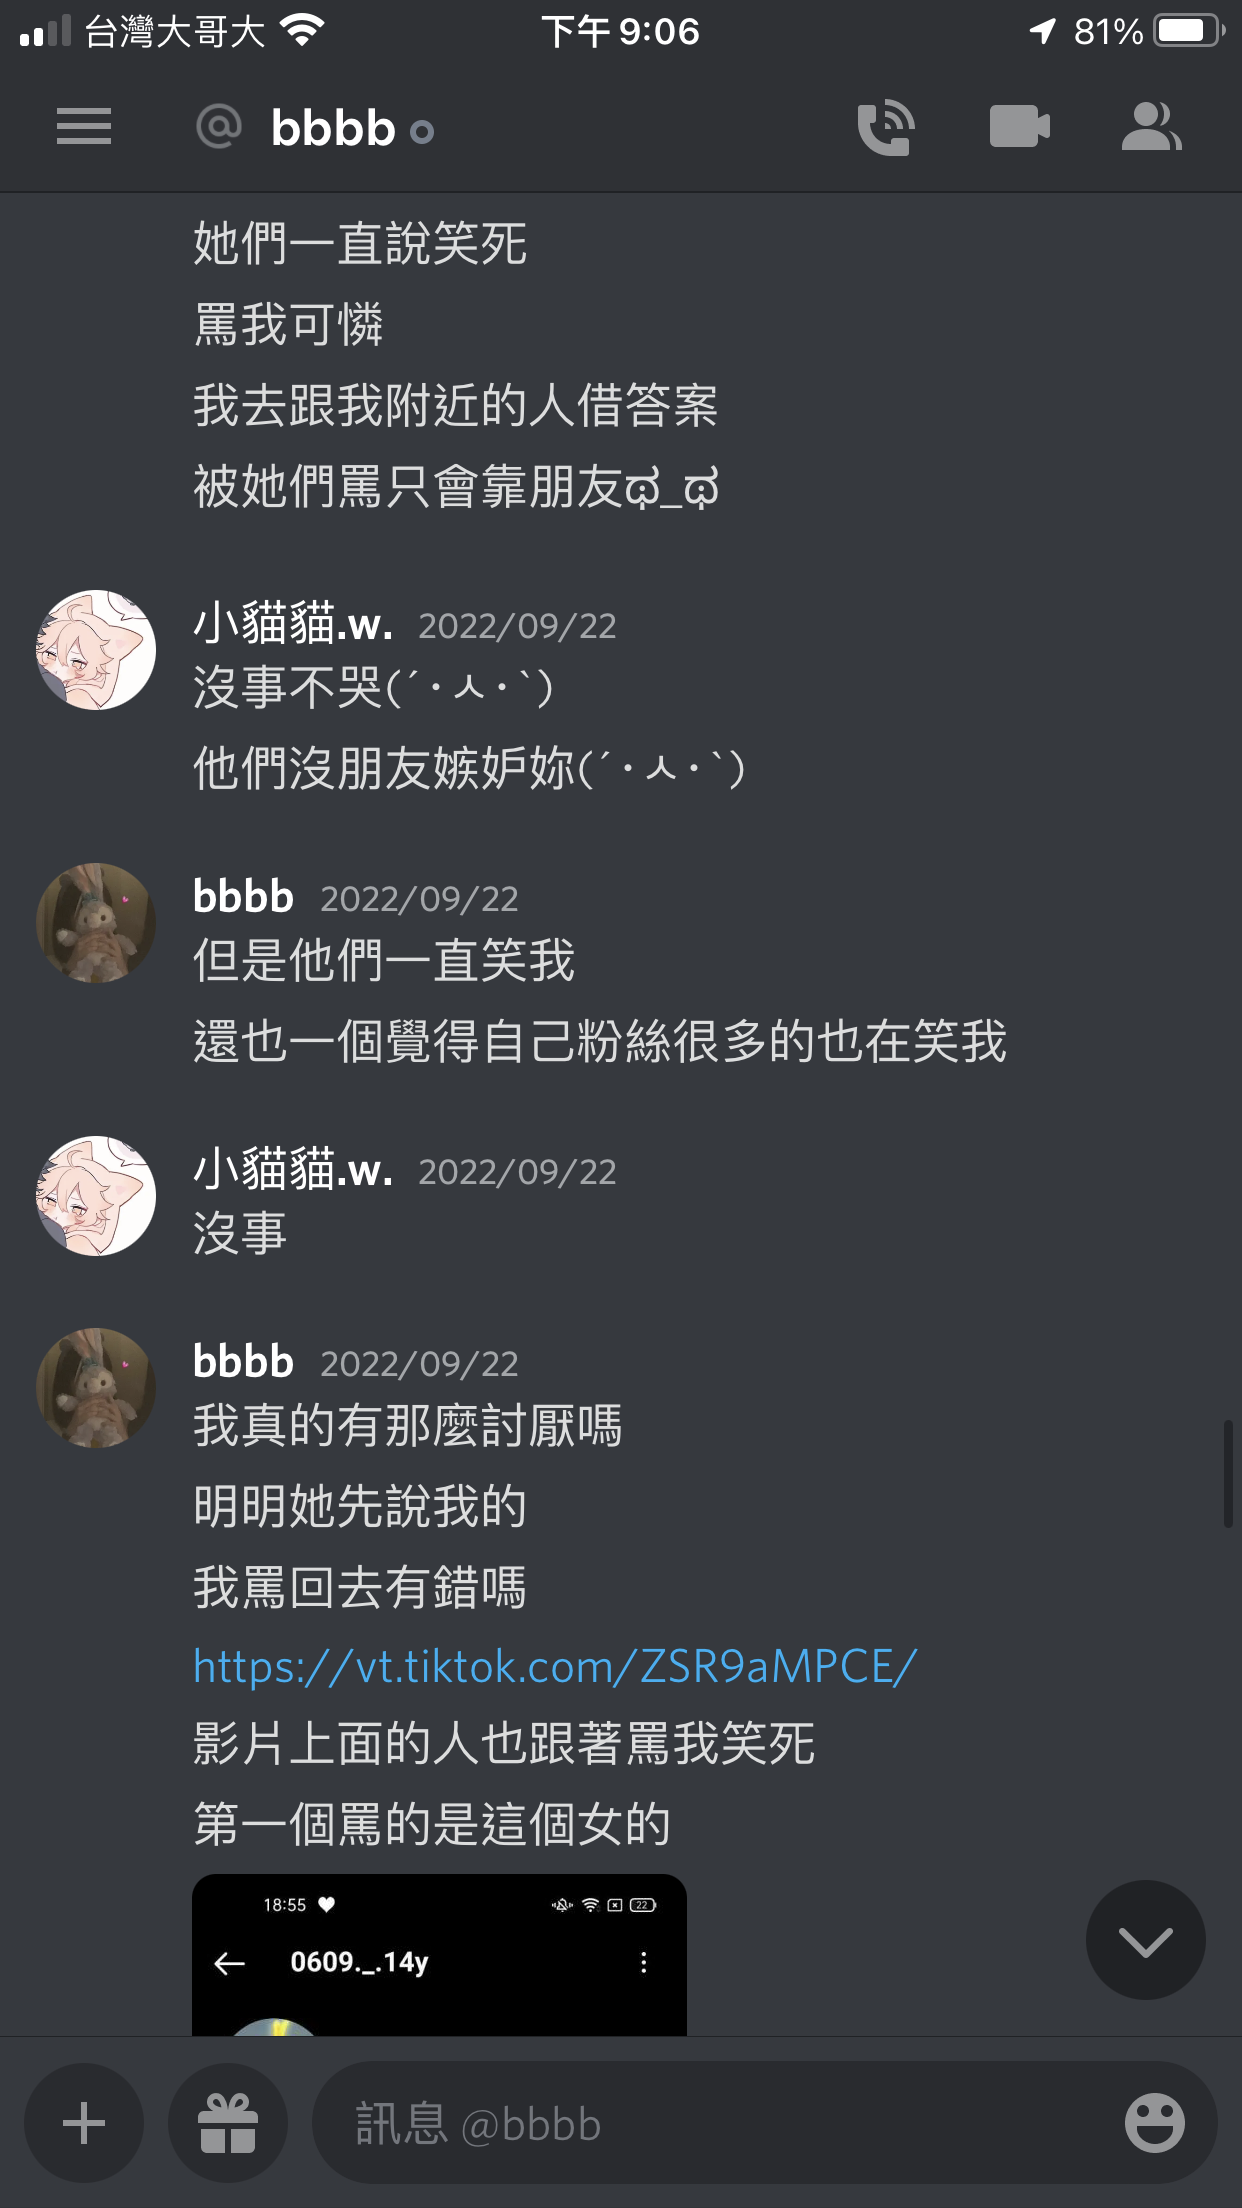 台灣大哥大 下午 9:06 81%
@ bbbb
她們一直說笑死
罵我可憐
我去跟我附近的人借答案
被她們罵只會靠朋友ಥ_ಥ
小貓貓.w. 2022/09/22
沒事不哭(´･ㅅ･`)
他們沒朋友嫉妒妳(´･ㅅ･`)
bbbb 2022/09/22
但是他們一直笑我
還也一個覺得自己粉絲很多的也在笑我
小貓貓.w. 2022/09/22
沒事
bbbb 2022/09/22
我真的有那麼討厭嗎
明明她先說我的
我罵回去有錯嗎
https://vt.tiktok.com/ZSR9aMPCE/
影片上面的人也跟著罵我笑死
第一個罵的是這個女的
18:55 22
0609._.14y
訊息 @bbbb